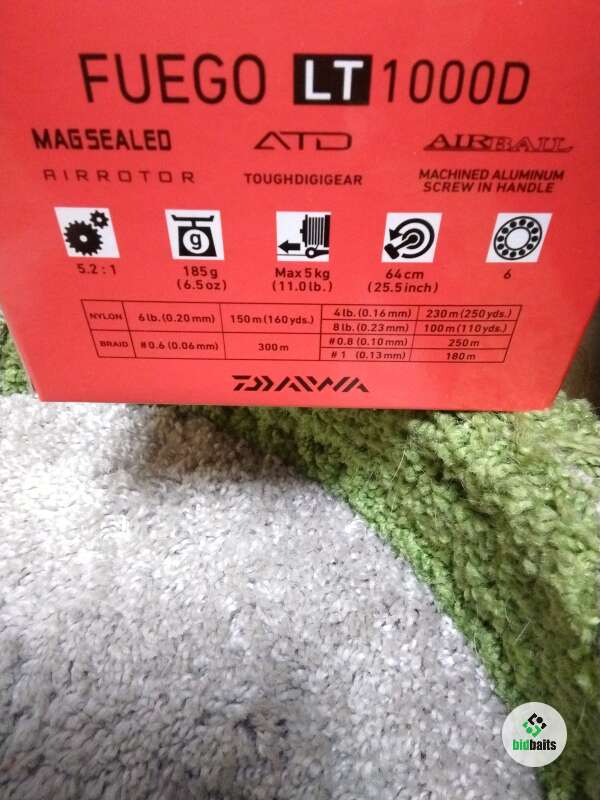 FUEGO LT 1000D
MAGSEALED ATD AIRBAIL
AIRROTOR TOUGHDIGIGEAR MACHINED ALUMINUM
SCREW IN HANDLE
g
5.2 : 1 185g Max5kg 64cm 6
(6.5oz) (11.0lb.) (25.5inch)
NYLON 6lb. (0.20mm) 150m(160yds.) 4lb. (0.16mm) 230m(250yds.)
8lb. (0.23mm) 100m(110yds.)
BRAID #0.6 (0.06mm) 300m #0.8 (0.10mm) 250m
#1 (0.13mm) 180m
DAIWA
bidbaits